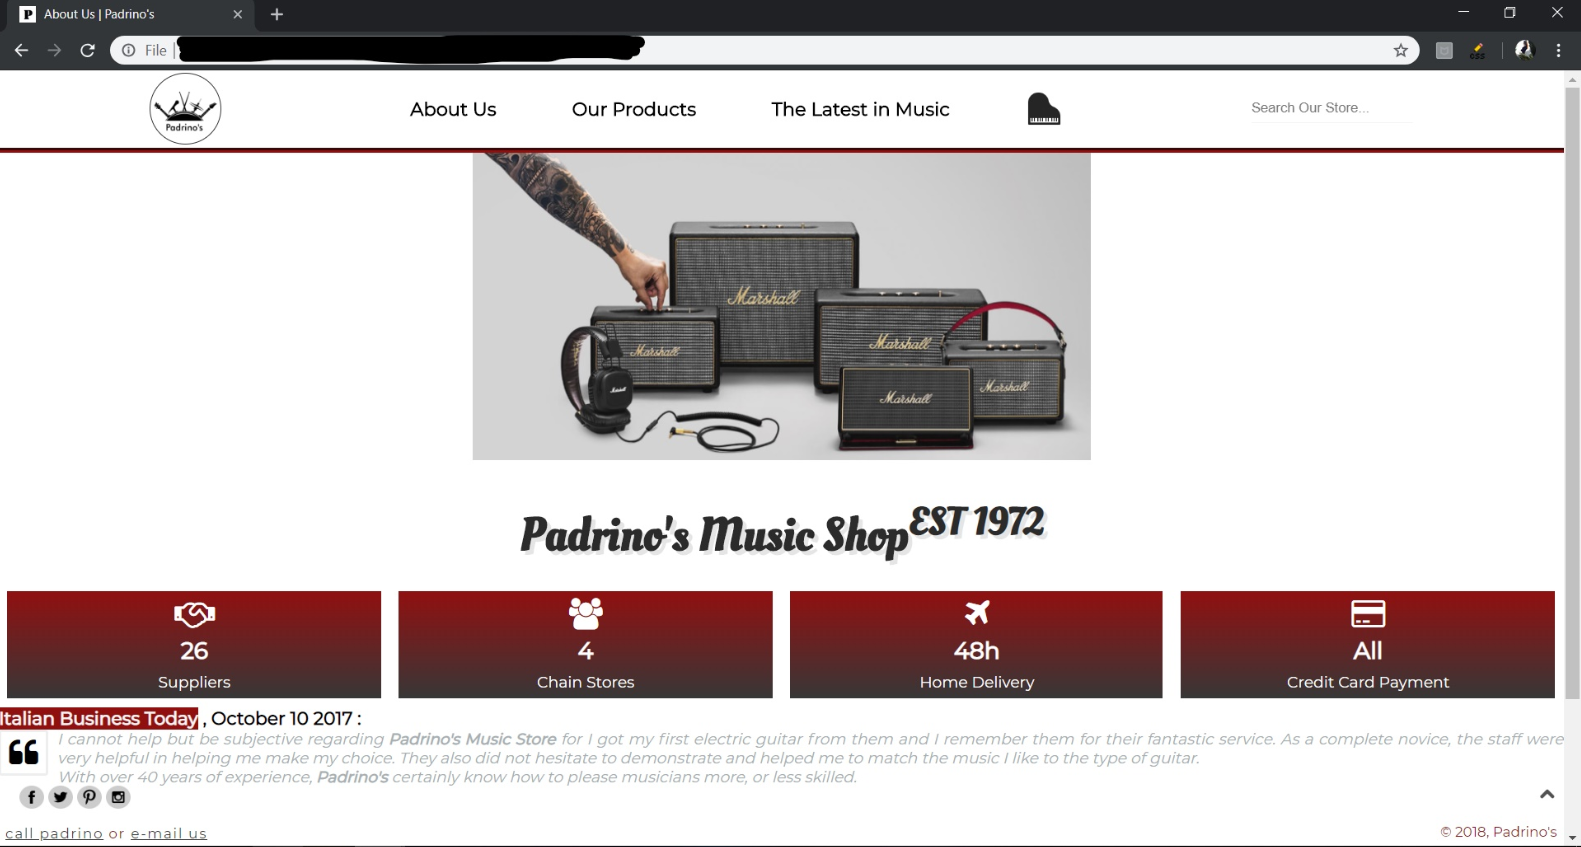 About Us | Padrino's
File
Padrino's
About Us
Our Products
The Latest in Music
Search Our Store...
Marshall
Marshall
Marshall
Marshall
Marshall
Marshall
Padrino's Music Shop EST 1972
26
Suppliers
4
Chain Stores
48h
Home Delivery
All
Credit Card Payment
Italian Business Today , October 10 2017 :
I cannot help but be subjective regarding Padrino's Music Store for I got my first electric guitar from them and I remember them for their fantastic service. As a complete novice, the staff were
very helpful in helping me make my choice. They also did not hesitate to demonstrate and helped me to match the music I like to the type of guitar.
With over 40 years of experience, Padrino's certainly know how to please musicians more, or less skilled.
call padrino or e-mail us
© 2018, Padrino's